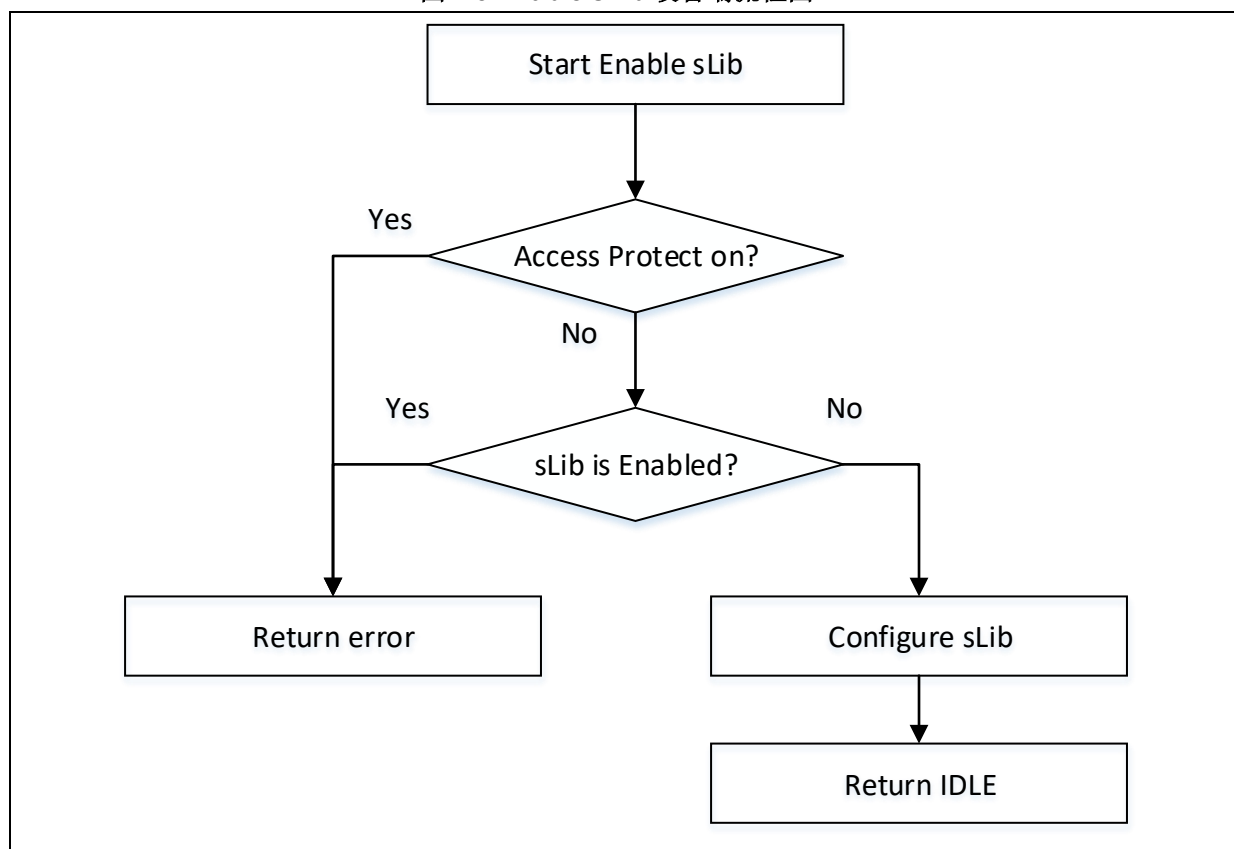 Start Enable sLib
Yes
Access Protect on?
No
Yes
No
sLib is Enabled?
Return error
Configure sLib
Return IDLE